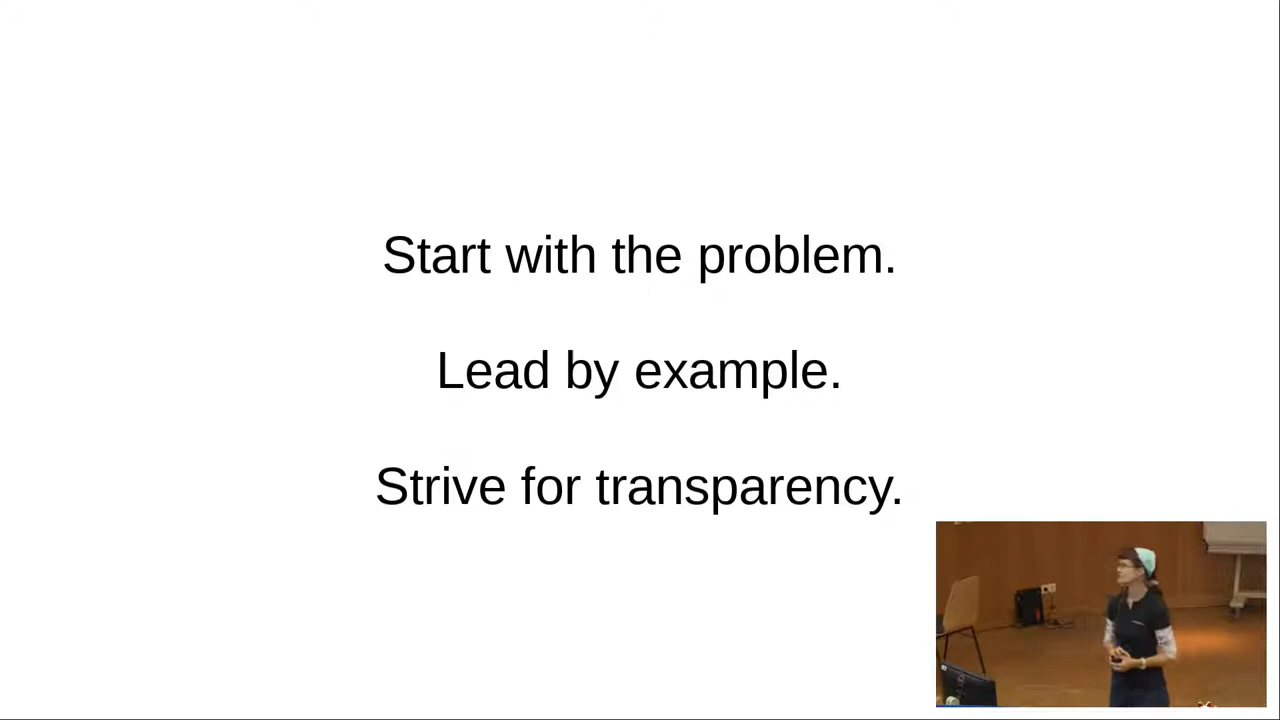 Start with the problem.
Lead by example.
Strive for transparency.